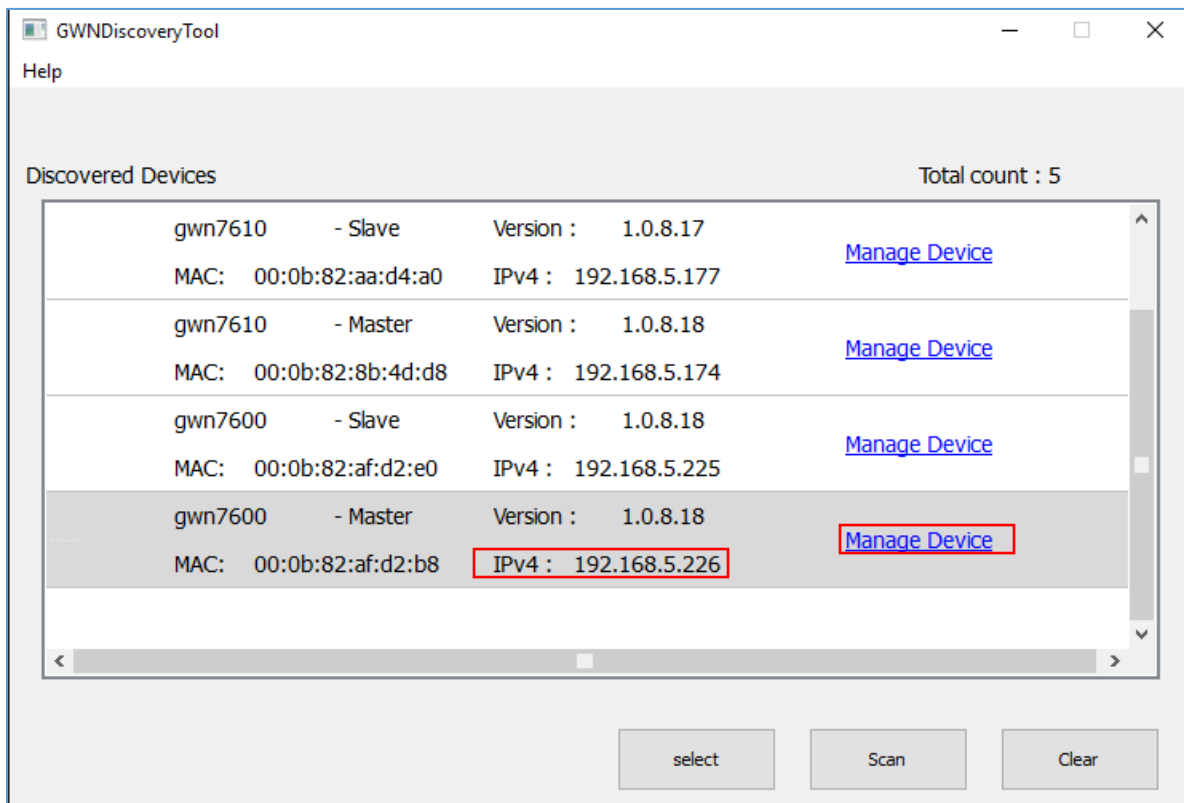 GWNDiscoveryTool
Help
Discovered Devices Total count : 5
gwn7610 - Slave Version : 1.0.8.17
Manage Device
MAC: 00:0b:82:aa:d4:a0 IPv4 : 192.168.5.177
gwn7610 - Master Version : 1.0.8.18
Manage Device
MAC: 00:0b:82:8b:4d:d8 IPv4 : 192.168.5.174
gwn7600 - Slave Version : 1.0.8.18
Manage Device
MAC: 00:0b:82:af:d2:e0 IPv4 : 192.168.5.225
gwn7600 - Master Version : 1.0.8.18
Manage Device
MAC: 00:0b:82:af:d2:b8 IPv4 : 192.168.5.226
select Scan Clear